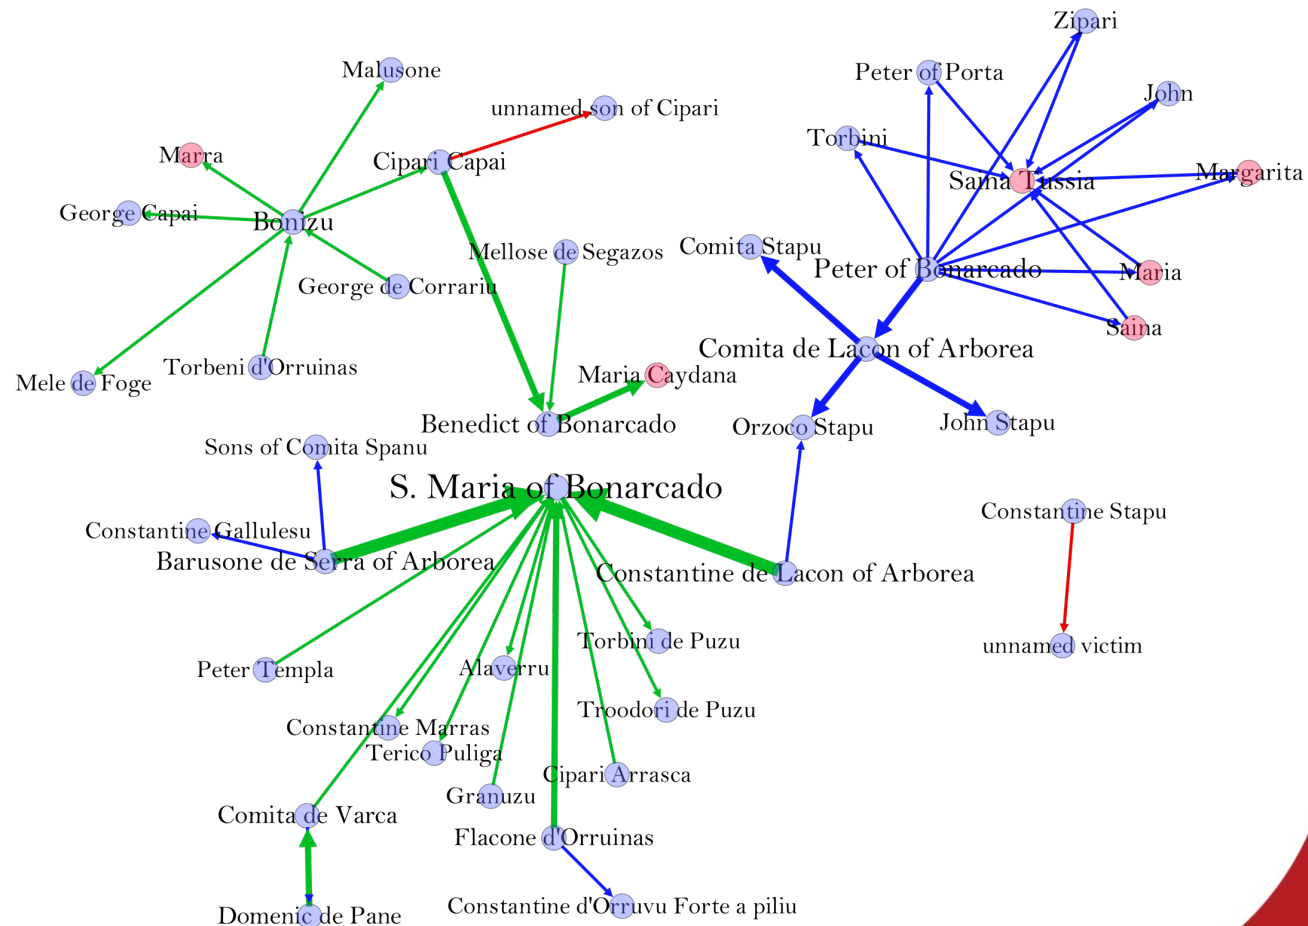 Zipari
Malusone
Peter of Porta
John
unnamed son of Cipari
Torbini
Marra
Cipari Capai
Saina Tussia
Margarita
George Capai
Bonizu
Mellose de Segazos
Comita Stapu
Peter of Bonarcado
Maria
George de Corrariu
Saina
Comita de Lacon of Arborea
Mele de Foge
Torbeni d'Orruinas
Maria Caydana
Benedict of Bonarcado
Orzoco Stapu
John Stapu
Sons of Comita Spanu
S. Maria of Bonarcado
Constantine Stapu
Constantine Gallulesu
Barusone de Serra of Arborea
Constantine de Lacon of Arborea
Torbini de Puzu
unnamed victim
Peter Templa
Alaverru
Troodori de Puzu
Constantine Marras
Terico Puliga
Cipari Arrasca
Granuzu
Comita de Varca
Flacone d'Orruinas
Constantine d'Orruvu Forte a piliu
Domenic de Pane